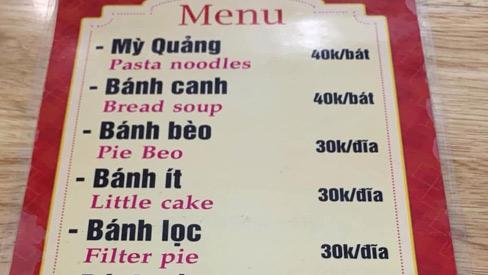 Menu
- Mỳ Quảng 40k/bát
Pasta noodles
- Bánh canh 40k/bát
Bread soup
- Bánh bèo 30k/đĩa
Pie Beo
- Bánh ít 30k/đĩa
Little cake
- Bánh lọc 30k/đĩa
Filter pie